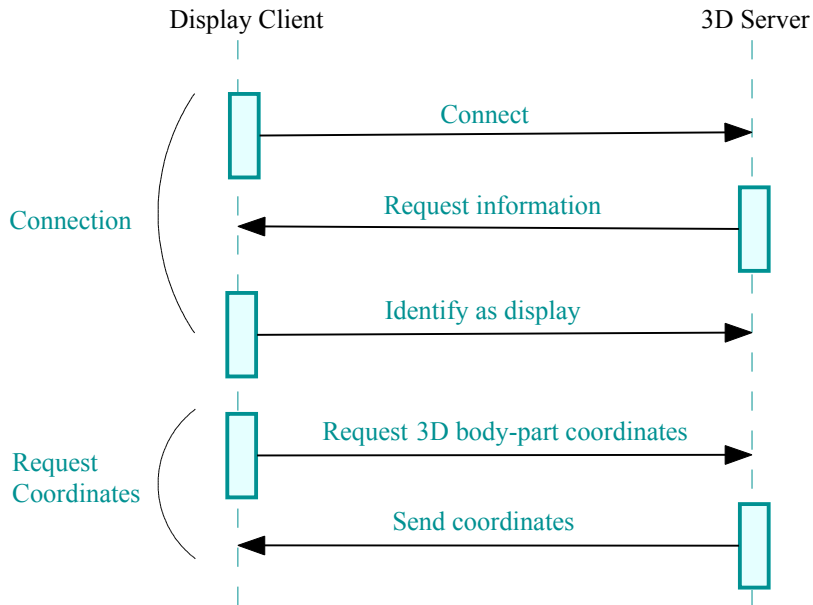 Display Client
3D Server
Connect
Request information
Connection
Identify as display
Request 3D body-part coordinates
Request
Coordinates
Send coordinates